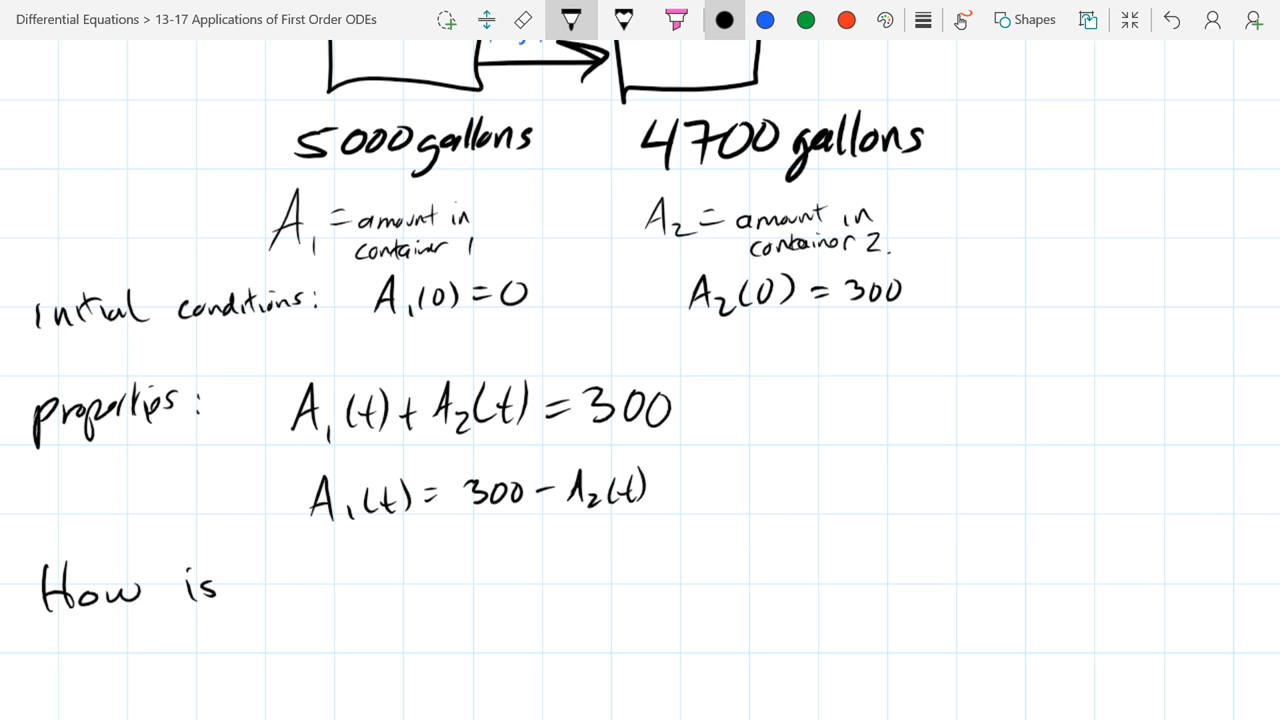 Differential Equations > 13-17 Applications of First Order ODEs
Shapes
5000 gallons 4700 gallons
A₁ = amount in container 1
A₂ = amount in container 2.
initial conditions: A₁(0) = 0 A₂(0) = 300
properties: A₁(t) + A₂(t) = 300
A₁(t) = 300 - A₂(t)
How is